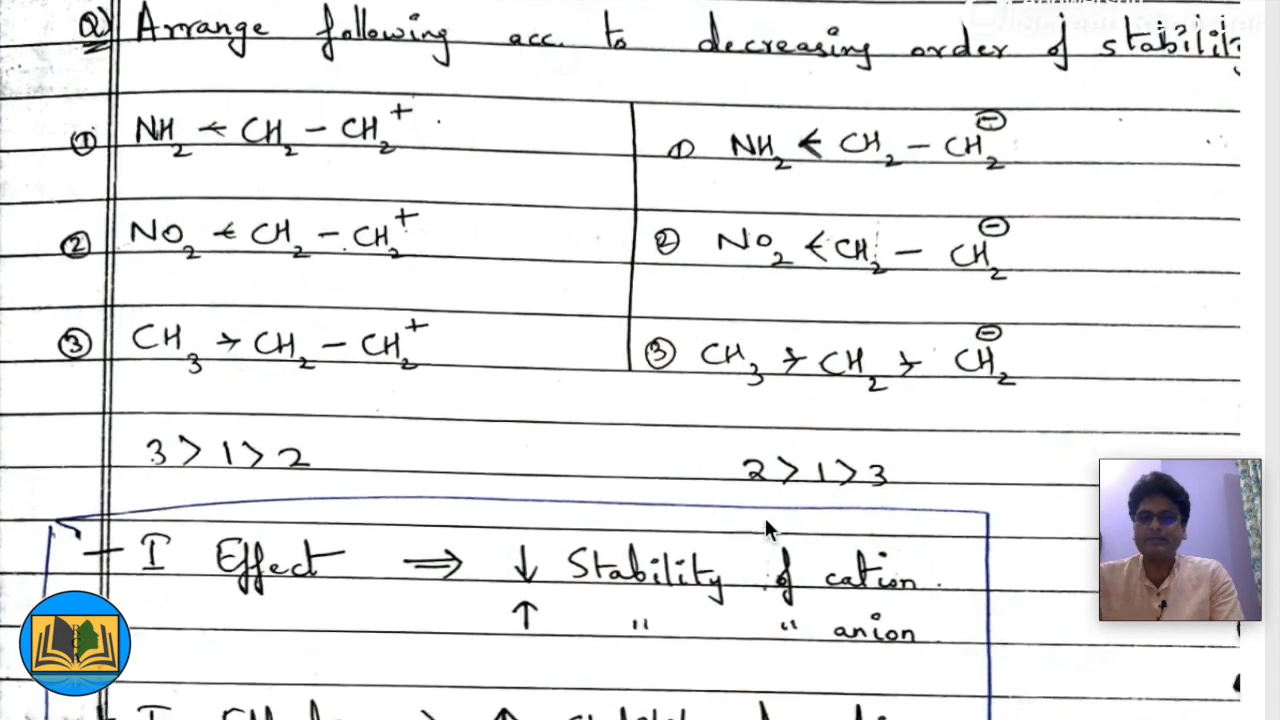 Q) Arrange following acc. to decreasing order of stability
① NH₂ ← CH₂ – CH₂⁺
② NO₂ ← CH₂ – CH₂⁺
③ CH₃ → CH₂ – CH₂⁺
3 > 1 > 2
① NH₂ ← CH₂ – CH₂⊖
② NO₂ ← CH₂ – CH₂⊖
③ CH₃ → CH₂ → CH₂⊖
2 > 1 > 3
– I Effect ⇒ ↓ Stability of cation.
↑ " " anion